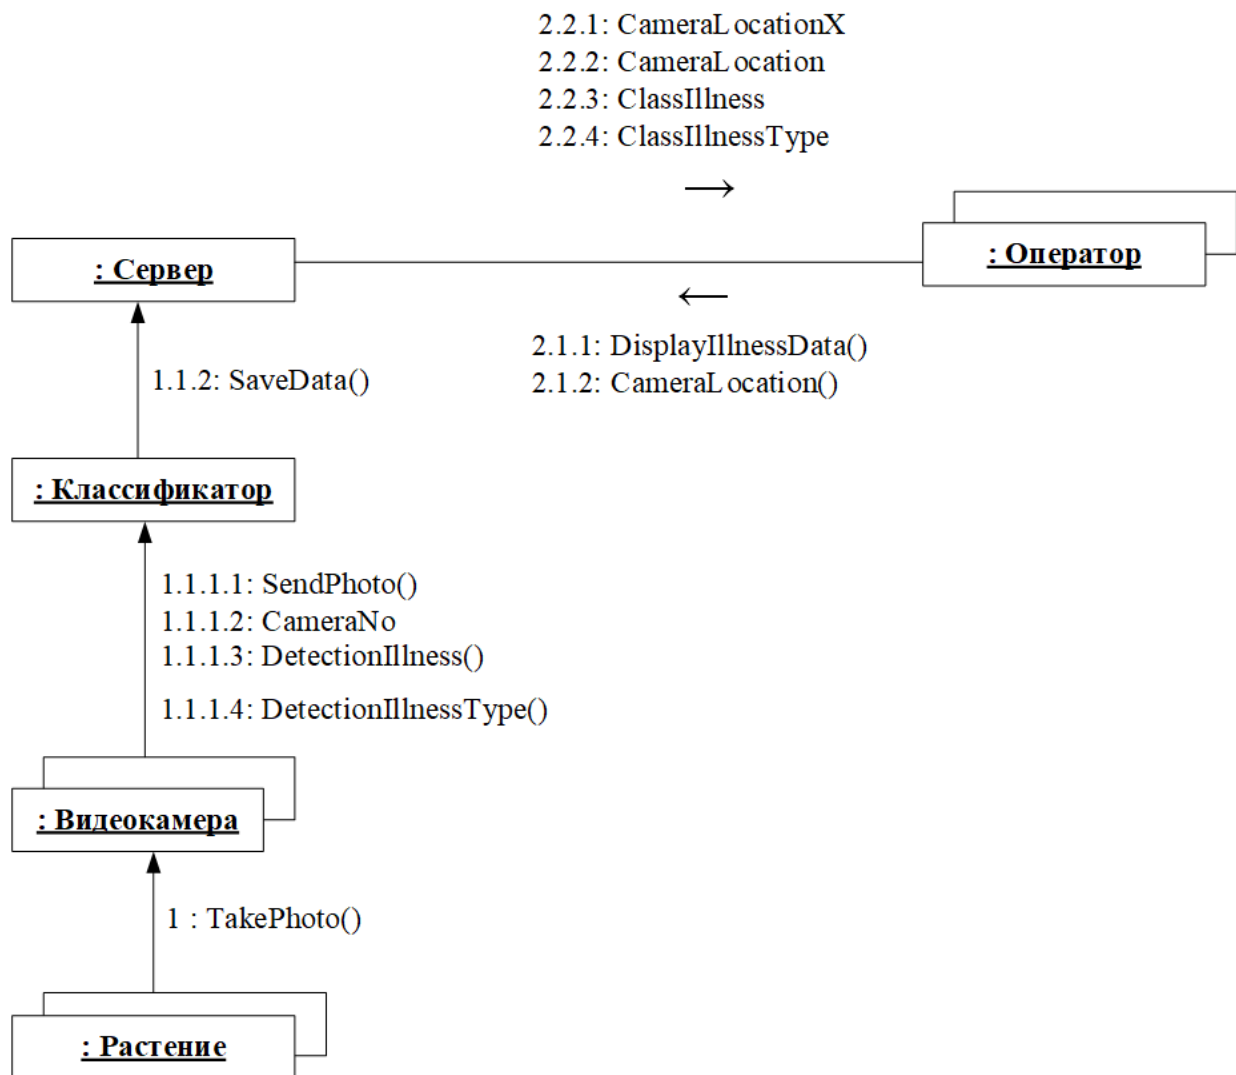 2.2.1: CameraLocationX
2.2.2: CameraLocation
2.2.3: ClassIllness
2.2.4: ClassIllnessType
: Сервер
: Оператор
2.1.1: DisplayIllnessData()
2.1.2: CameraLocation()
1.1.2: SaveData()
: Классификатор
1.1.1.1: SendPhoto()
1.1.1.2: CameraNo
1.1.1.3: DetectionIllness()
1.1.1.4: DetectionIllnessType()
: Видеокамера
1 : TakePhoto()
: Растение